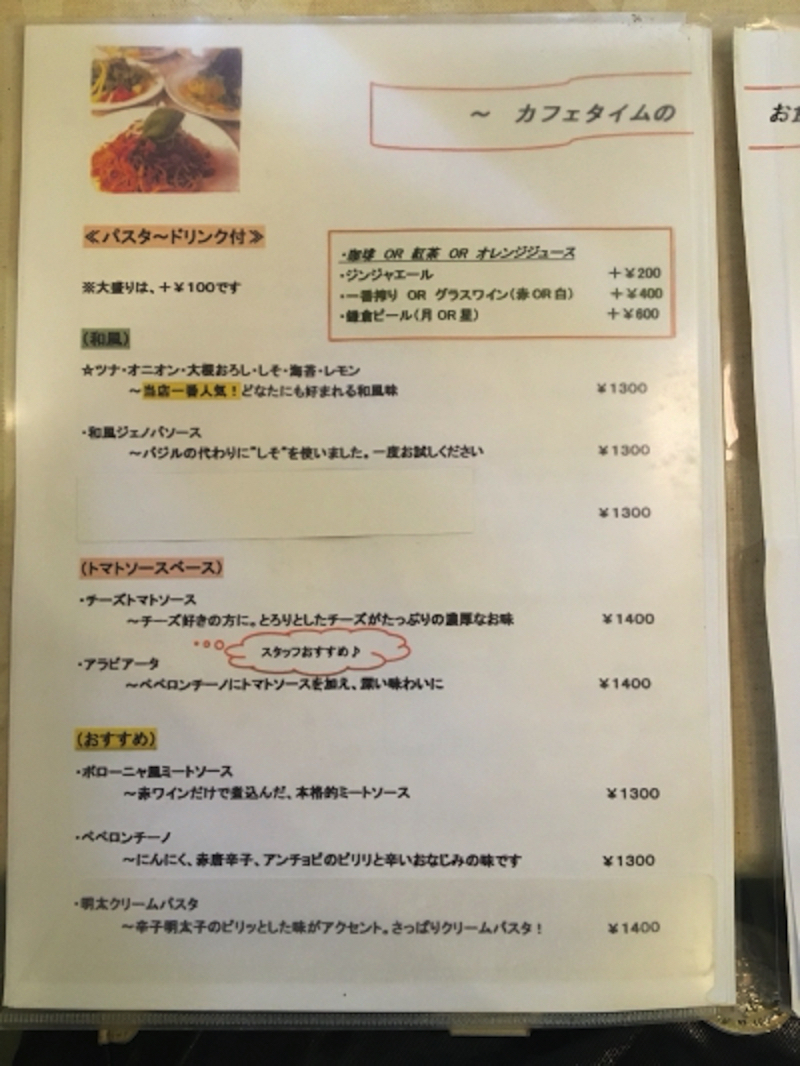 ～ カフェタイムの
お食
≪パスタ～ドリンク付≫
※大盛りは、＋￥100です
・珈琲 OR 紅茶 OR オレンジジュース
・ジンジャエール ＋￥200
・一番搾り OR グラスワイン（赤OR白） ＋￥400
・鎌倉ビール（月OR星） ＋￥600
（和風）
☆ツナ・オニオン・大根おろし・しそ・海苔・レモン
～当店一番人気！どなたにも好まれる和風味 ￥1300
・和風ジェノバソース
～バジルの代わりに"しそ"を使いました。一度お試しください ￥1300
￥1300
（トマトソースベース）
・チーズトマトソース
～チーズ好きの方に。とろりとしたチーズがたっぷりの濃厚なお味 ￥1400
スタッフおすすめ♪
・アラビアータ
～ペペロンチーノにトマトソースを加え、深い味わいに ￥1400
（おすすめ）
・ボローニャ風ミートソース
～赤ワインだけで煮込んだ、本格的ミートソース ￥1300
・ペペロンチーノ
～にんにく、赤唐辛子、アンチョビのピリリと辛いおなじみの味です ￥1300
・明太クリームパスタ
～辛子明太子のピリッとした味がアクセント。さっぱりクリームパスタ！ ￥1400